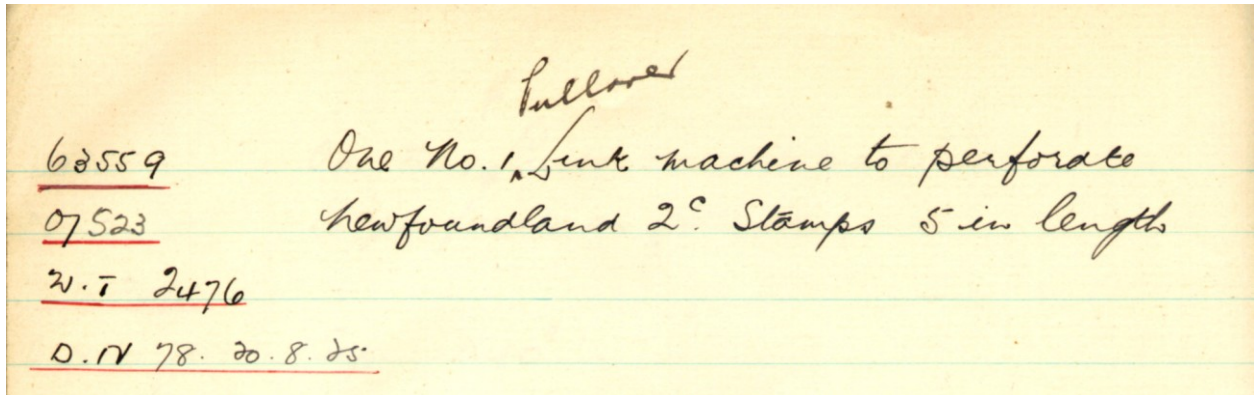 Pullover
63559 One No. 1 ^ Link machine to perforate
07523 Newfoundland 2c. Stamps 5 in length
W.T 2476
D.N 78. 20.8.25